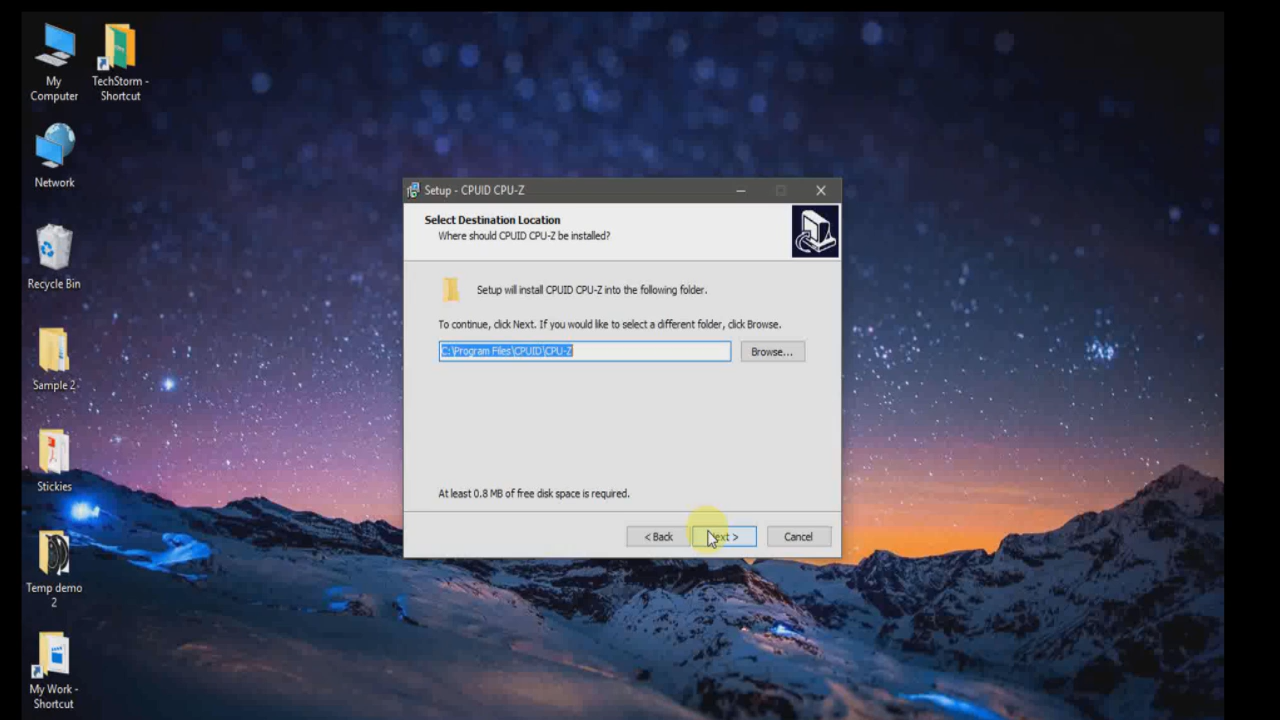 My
Computer
TechStorm -
Shortcut
Network
Recycle Bin
Sample 2
Stickies
Temp demo
2
My Work -
Shortcut
Setup - CPUID CPU-Z
Select Destination Location
Where should CPUID CPU-Z be installed?
Setup will install CPUID CPU-Z into the following folder.
To continue, click Next. If you would like to select a different folder, click Browse.
C:\Program Files\CPUID\CPU-Z
Browse...
At least 0.8 MB of free disk space is required.
< Back
Next >
Cancel